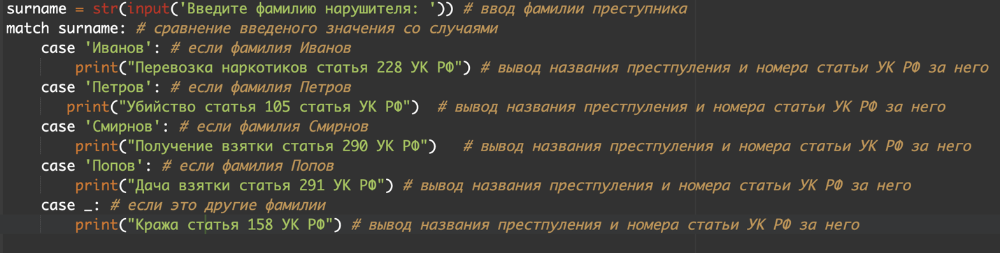 surname = str(input('Введите фамилию нарушителя: ')) # ввод фамилии преступника
match surname: # сравнение введеного значения со случаями
    case 'Иванов': # если фамилия Иванов
        print("Перевозка наркотиков статья 228 УК РФ") # вывод названия престпуления и номера статьи УК РФ за него
    case 'Петров': # если фамилия Петров
       print("Убийство статья 105 статья УК РФ")  # вывод названия престпуления и номера статьи УК РФ за него
    case 'Смирнов': # если фамилия Смирнов
        print("Получение взятки статья 290 УК РФ")   # вывод названия престпуления и номера статьи УК РФ за него
    case 'Попов': # если фамилия Попов
        print("Дача взятки статья 291 УК РФ") # вывод названия престпуления и номера статьи УК РФ за него
    case _: # если это другие фамилии
        print("Кража статья 158 УК РФ") # вывод названия престпуления и номера статьи УК РФ за него